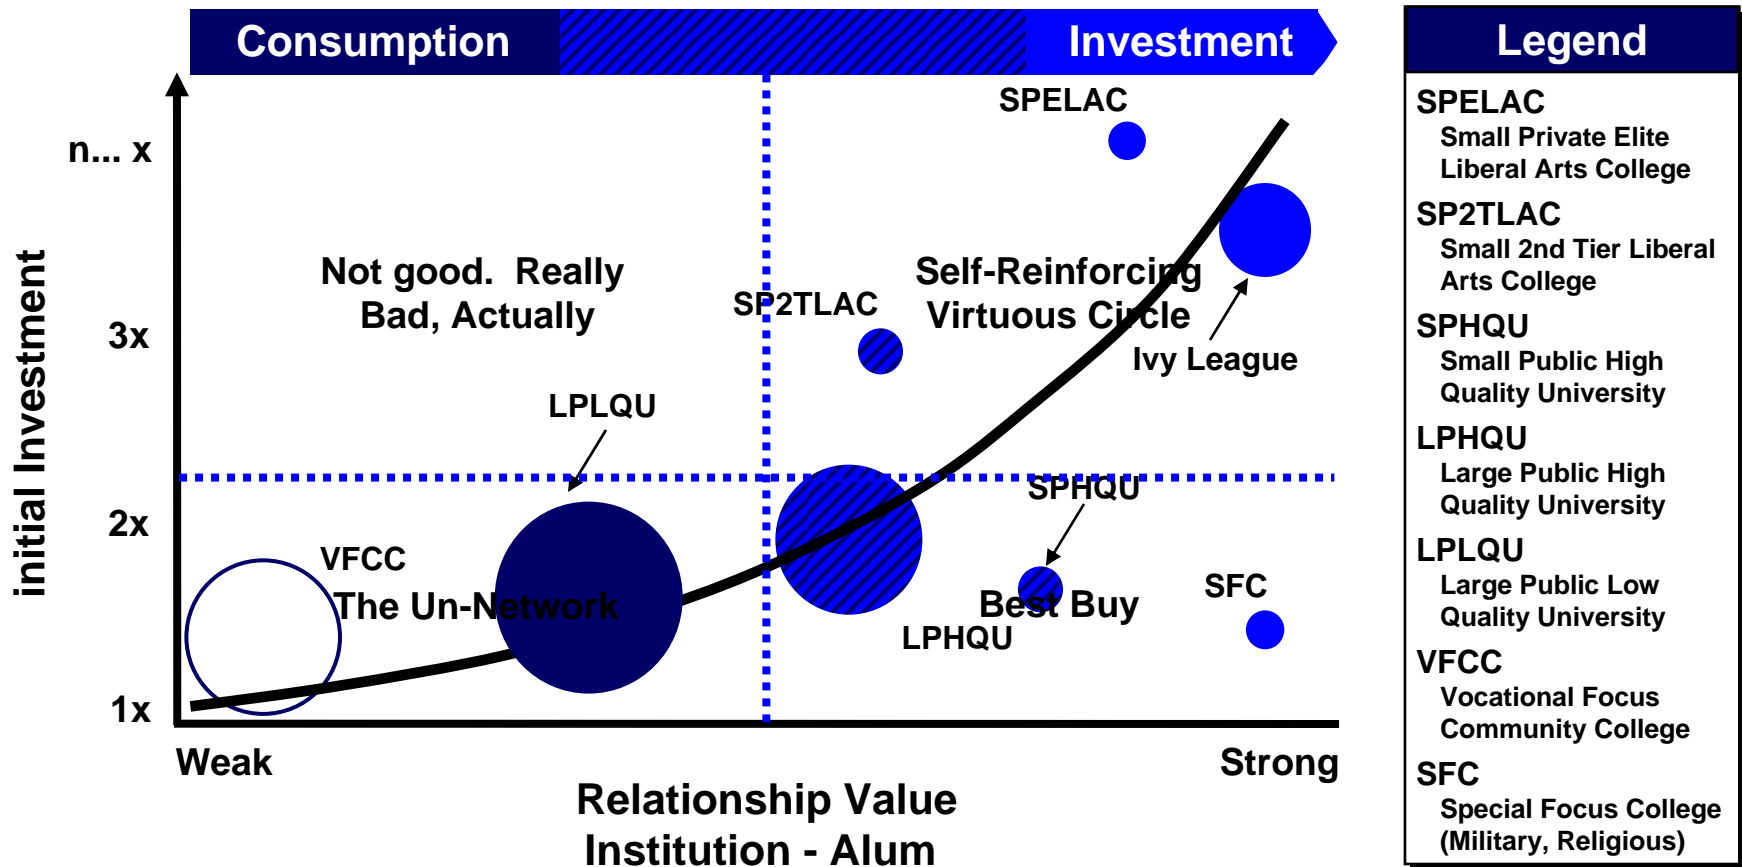 Consumption
Investment
n... x
3x
2x
1x
initial Investment
Not good.  Really
Bad, Actually
SPELAC
Self-Reinforcing
Virtuous Circle
SP2TLAC
Ivy League
LPLQU
SPHQU
VFCC
The Un-Network
Best Buy
SFC
LPHQU
Weak
Strong
Relationship Value
Institution - Alum
Legend
SPELAC
Small Private Elite
Liberal Arts College
SP2TLAC
Small 2nd Tier Liberal
Arts College
SPHQU
Small Public High
Quality University
LPHQU
Large Public High
Quality University
LPLQU
Large Public Low
Quality University
VFCC
Vocational Focus
Community College
SFC
Special Focus College
(Military, Religious)